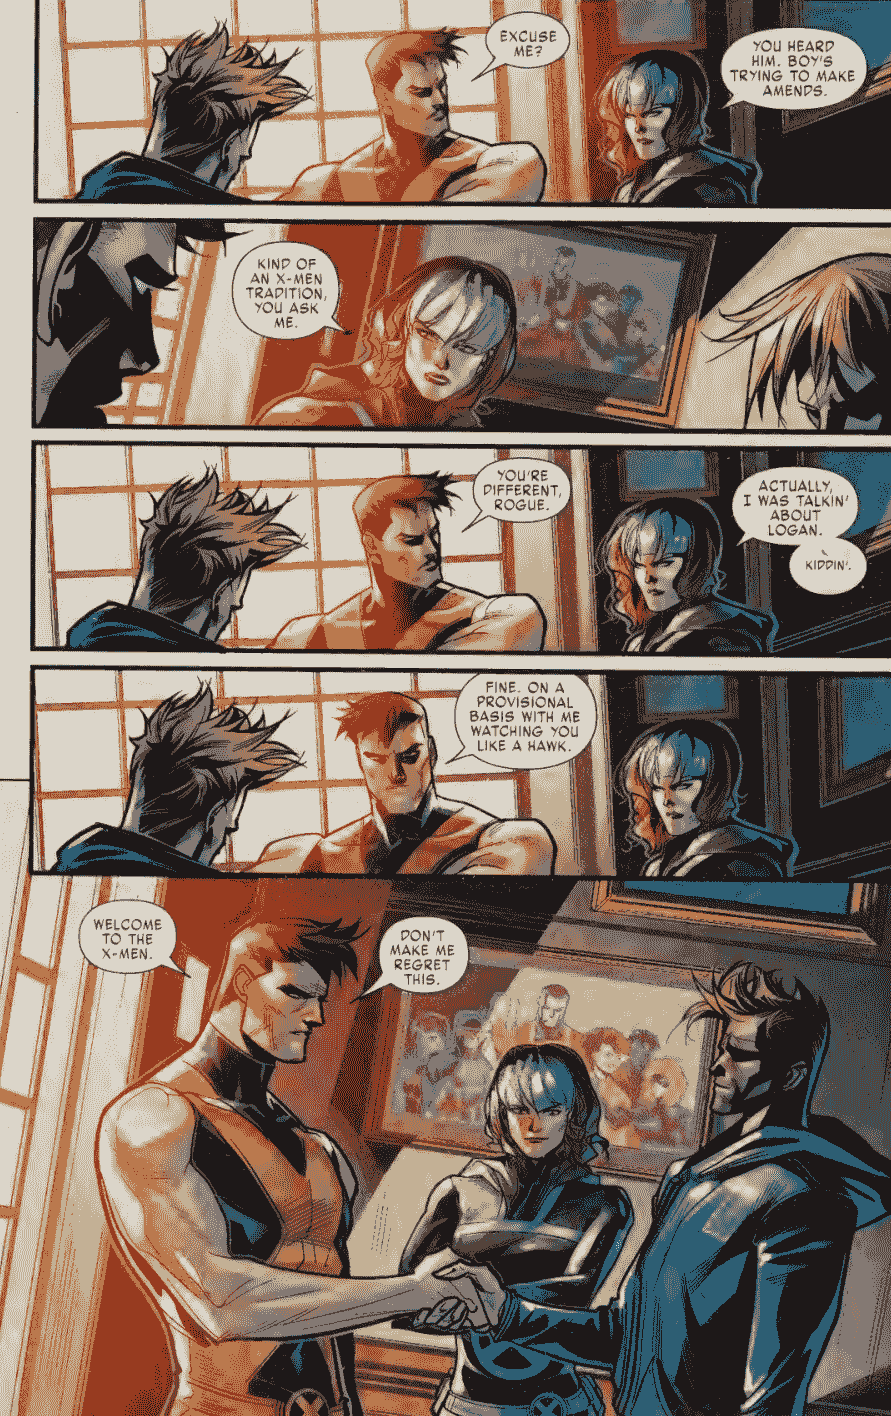 EXCUSE
ME?
YOU HEARD
HIM. BOY'S
TRYING TO MAKE
AMENDS.
KIND OF
AN X-MEN
TRADITION,
YOU ASK
ME.
YOU'RE
DIFFERENT,
ROGUE.
ACTUALLY,
I WAS TALKIN'
ABOUT
LOGAN.
KIDDIN'.
FINE. ON A
PROVISIONAL
BASIS WITH ME
WATCHING YOU
LIKE A HAWK.
WELCOME
TO THE
X-MEN.
DON'T
MAKE ME
REGRET
THIS.